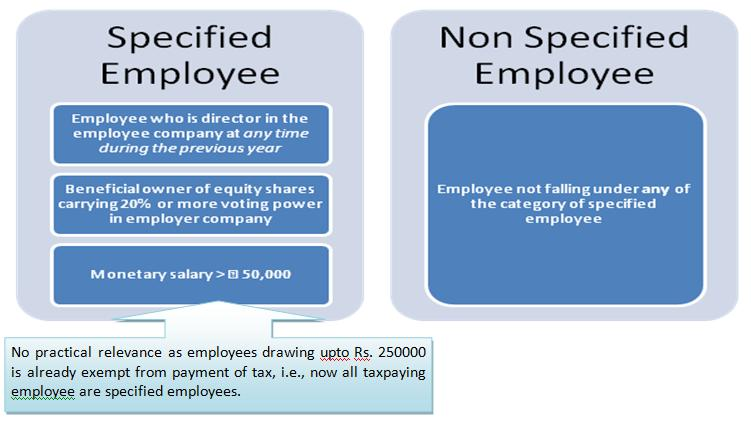 Specified
Employee
Employee who is director in the
employee company at any time
during the previous year
Beneficial owner of equity shares
carrying 20% or more voting power
in employer company
Monetary salary > 50,000
Non Specified
Employee
Employee not falling under any of
the category of specified
employee
No practical relevance as employees drawing upto Rs. 250000
is already exempt from payment of tax, i.e., now all taxpaying
employee are specified employees.